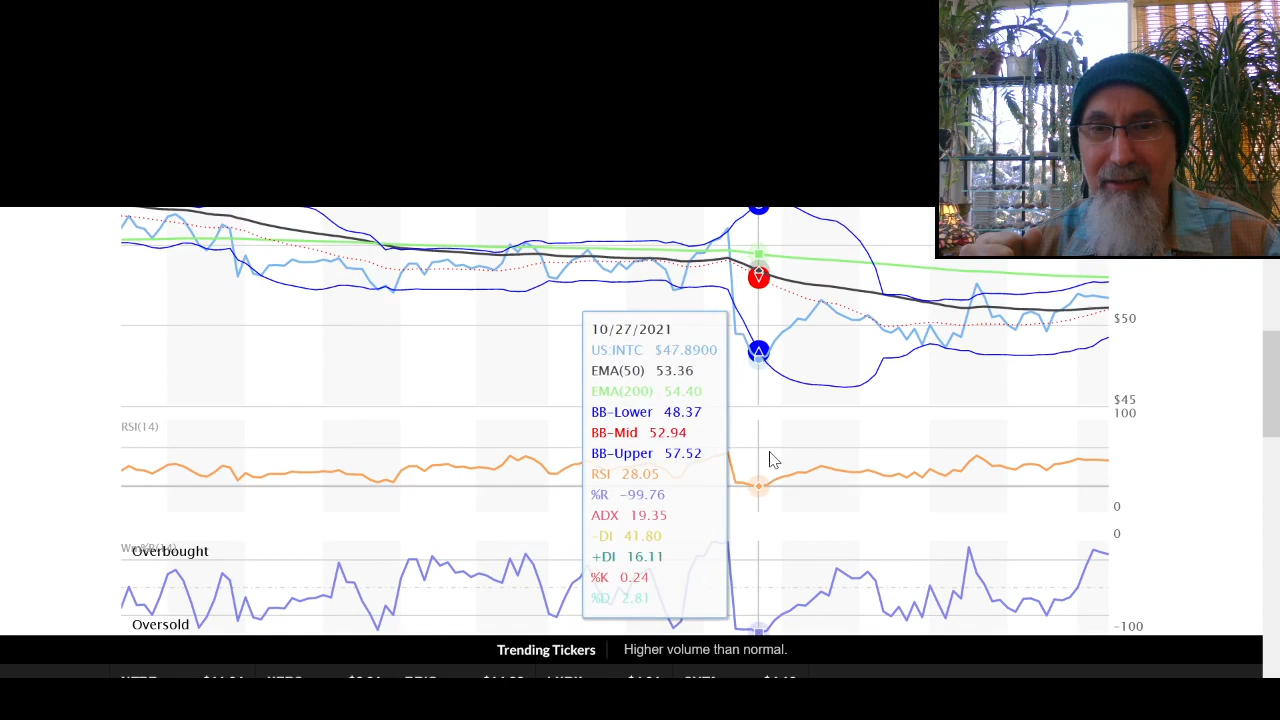 10/27/2021
US:INTC $47.8900
EMA(50) 53.36
EMA(200) 54.40
BB-Lower 48.37
BB-Mid 52.94
BB-Upper 57.52
RSI 28.05
%R -99.76
ADX 19.35
-DI 41.80
+DI 16.11
%K 0.24
%D 2.81
$50
$45
100
RSI(14)
0
0
Overbought
Oversold
-100
Trending Tickers Higher volume than normal.